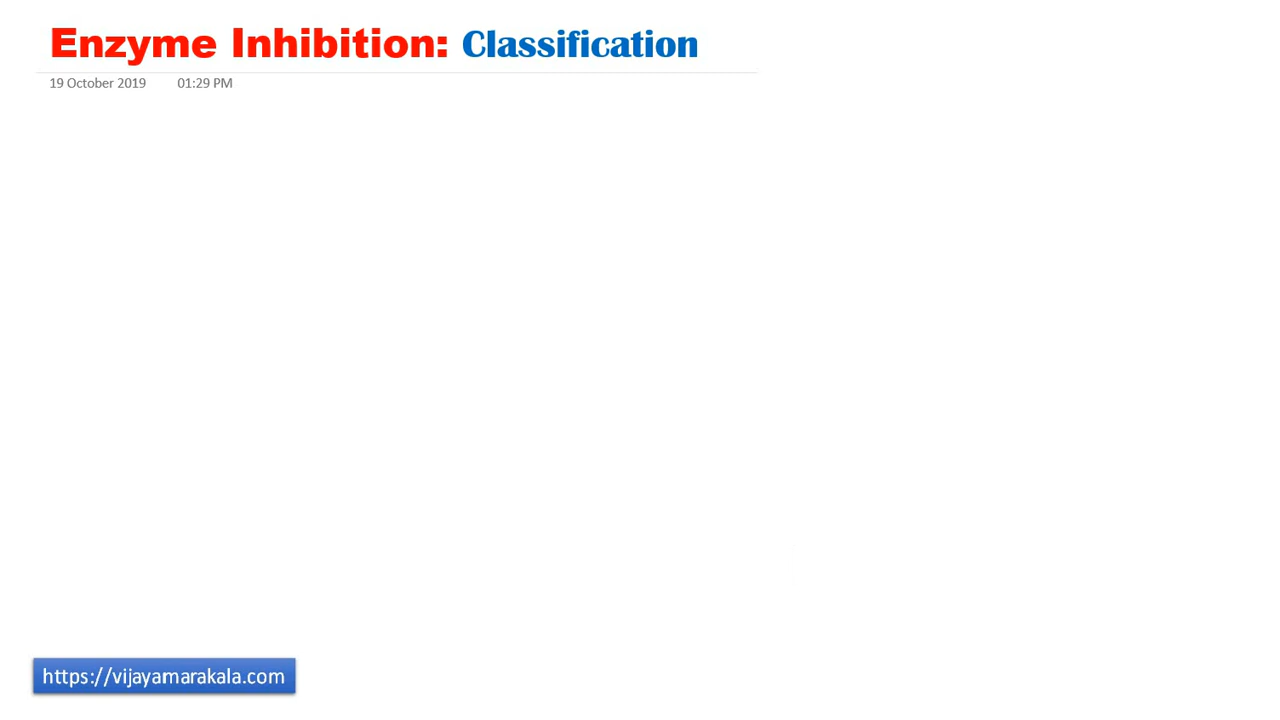 Enzyme Inhibition: Classification
19 October 2019 01:29 PM
https://vijayamarakala.com